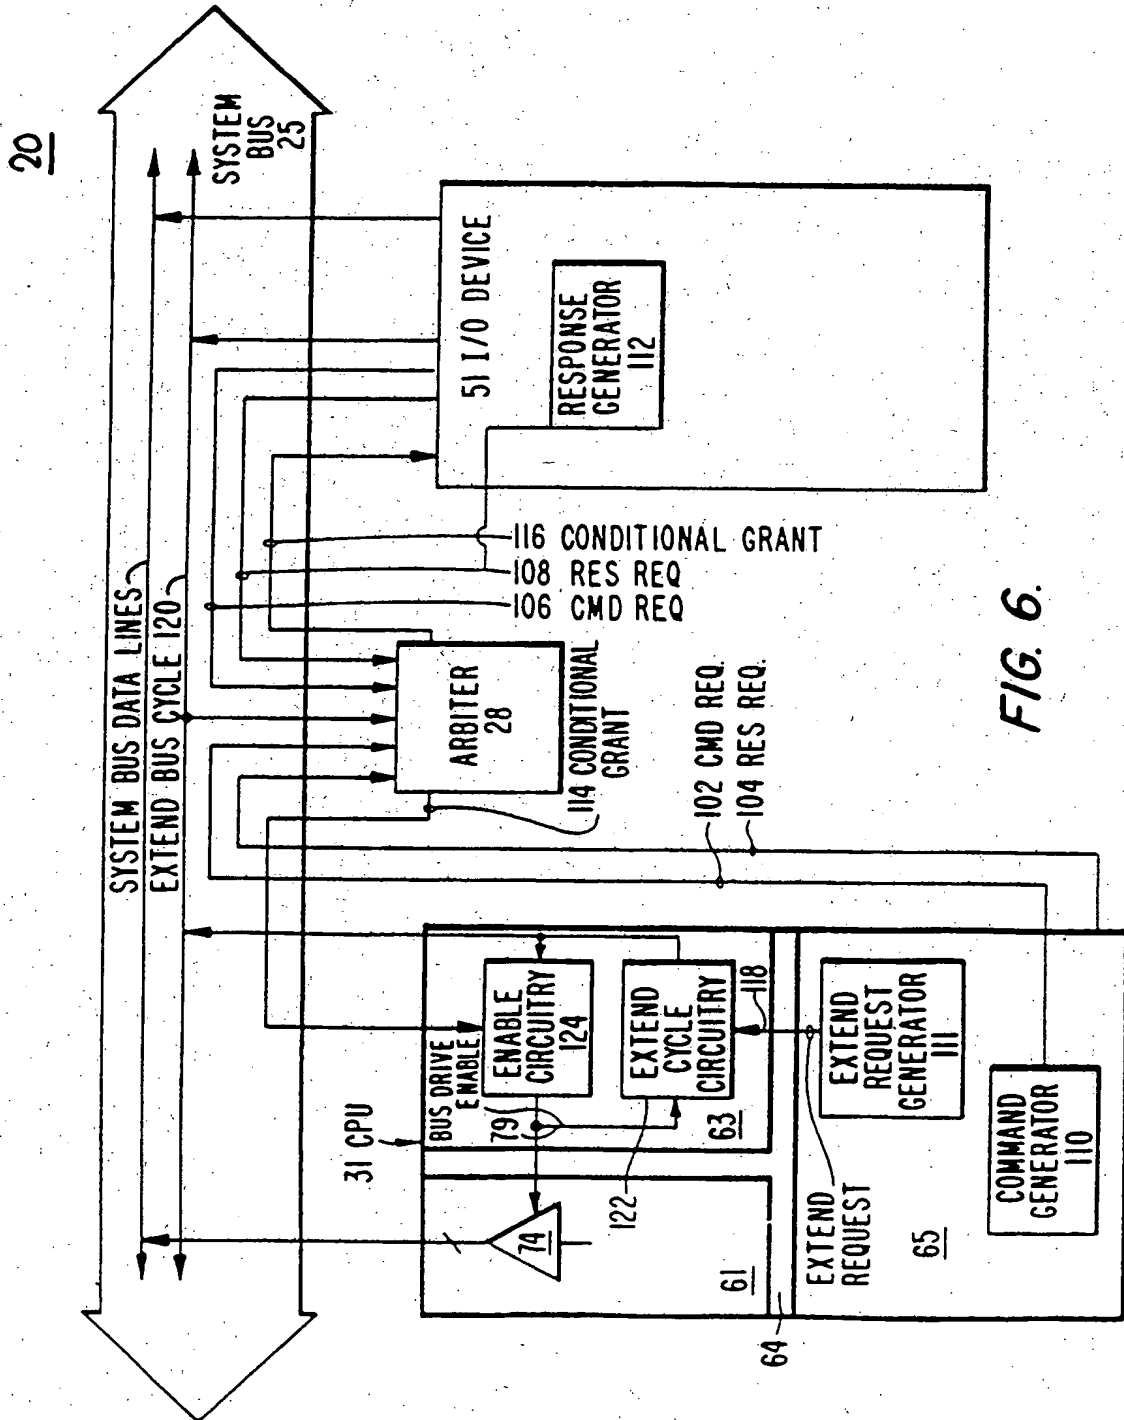 20
SYSTEM BUS DATA LINES
EXTEND BUS CYCLE 120
SYSTEM
BUS
25
31 CPU
BUS DRIVE
ENABLE
79
ENABLE
CIRCUITRY
124
EXTEND
CYCLE
CIRCUITRY
122
63
74
61
64
118
EXTEND
REQUEST
EXTEND
REQUEST
GENERATOR
111
65
COMMAND
GENERATOR
110
ARBITER
28
114 CONDITIONAL
GRANT
102 CMD REQ.
104 RES REQ.
116 CONDITIONAL GRANT
108 RES REQ
106 CMD REQ
51 I/O DEVICE
RESPONSE
GENERATOR
112
FIG. 6.